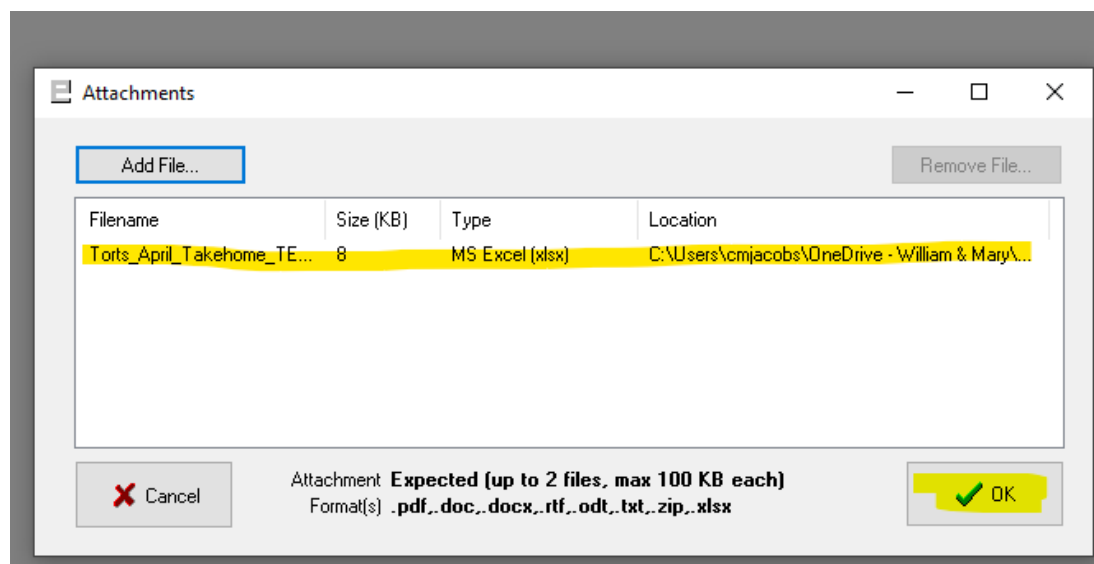 Attachments
Add File...
Remove File...
Filename Size (KB) Type Location
Torts_April_Takehome_TE... 8 MS Excel (xlsx) C:\Users\cmjacobs\OneDrive - William & Mary\...
Cancel
Attachment Expected (up to 2 files, max 100 KB each)
Format(s) .pdf,.doc,.docx,.rtf,.odt,.txt,.zip,.xlsx
OK